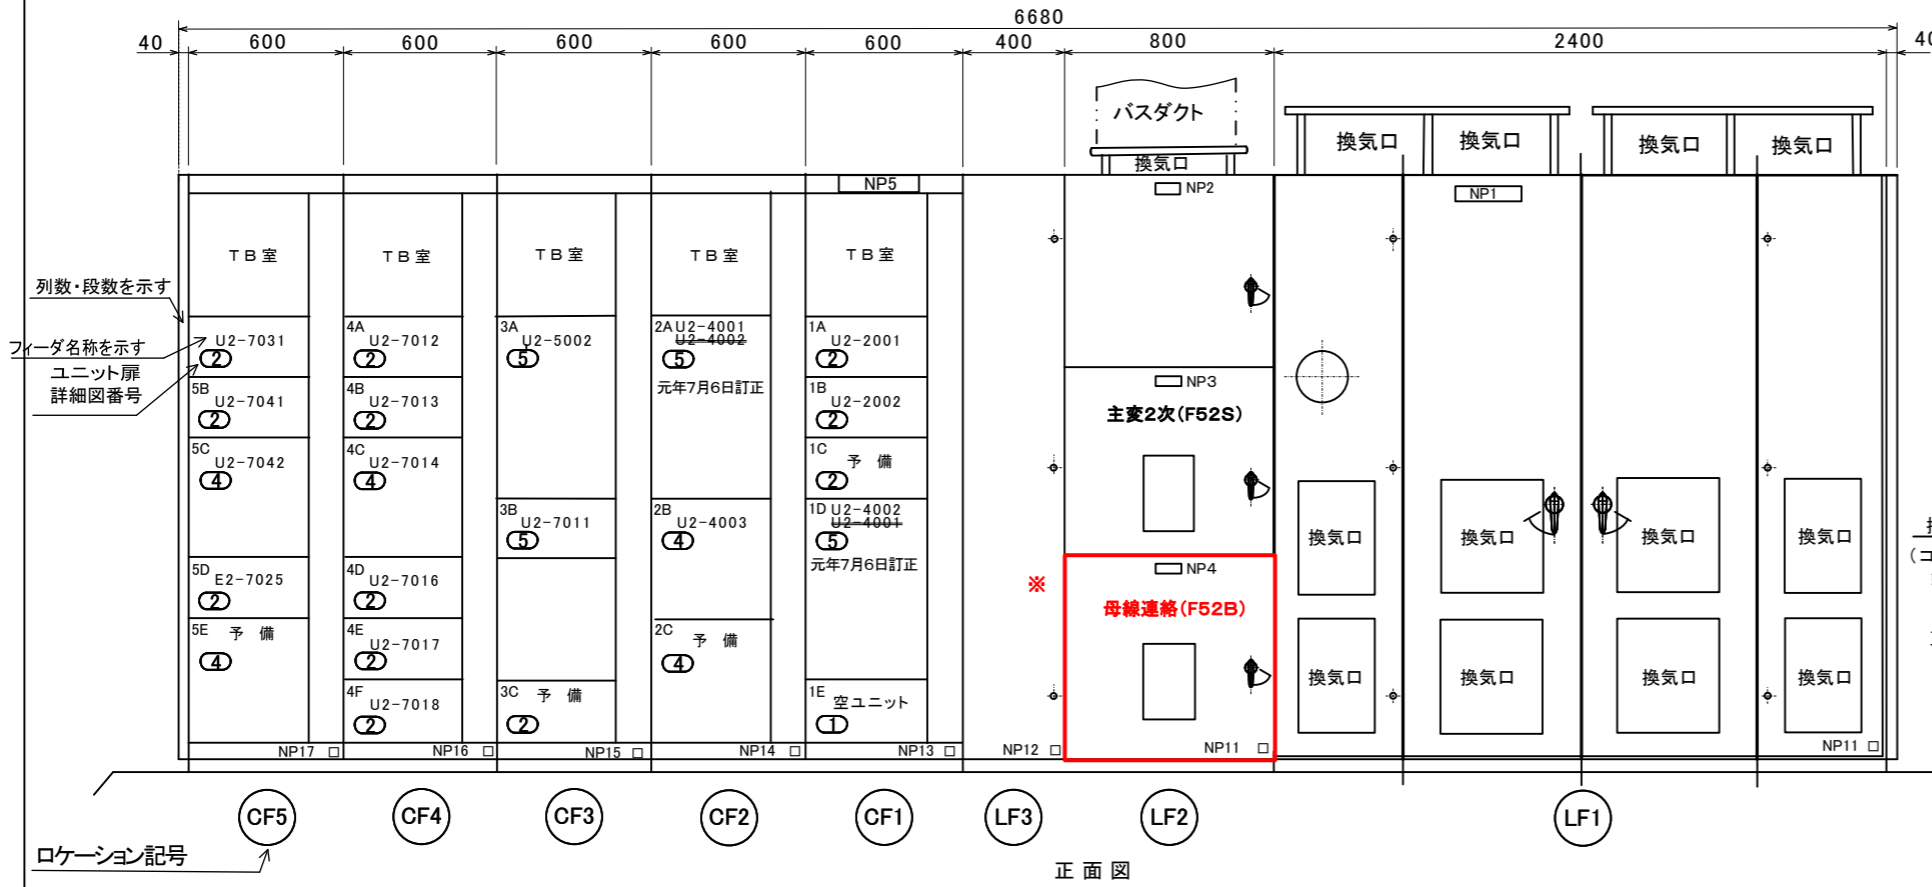 6680
40 600 600 600 600 600 400 800 2400
バスダクト
換気口 換気口 換気口 換気口
換気口
NP5 NP2 NP1
TB室 TB室 TB室 TB室 TB室
列数・段数を示す
フィーダ名称を示す
ユニット扉
詳細図番号
U2-7031
2
5B
U2-7041
2
5C
U2-7042
4
5D
E2-7025
2
5E 予 備
4
NP17
4A
U2-7012
2
4B
U2-7013
2
4C
U2-7014
4
4D
U2-7016
2
4E
U2-7017
2
4F
U2-7018
2
NP16
3A
U2-5002
5
3B
U2-7011
5
3C 予 備
2
NP15
2A U2-4001
U2-4002
5
元年7月6日訂正
2B
U2-4003
4
2C
予 備
4
NP14
1A
U2-2001
2
1B
U2-2002
2
1C
予 備
2
1D U2-4002
U2-4001
5
元年7月6日訂正
1E
空ユニット
1
NP13
※
NP12
NP3
主変2次(F52S)
NP4
母線連絡(F52B)
NP11
換気口 換気口 換気口 換気口
換気口 換気口 換気口 換気口
NP11
(コ
CF5 CF4 CF3 CF2 CF1 LF3 LF2 LF1
ロケーション記号
正面図